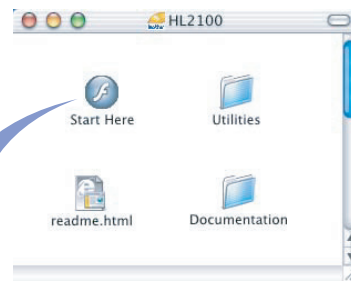 HL2100
Start Here
Utilities
readme.html
Documentation